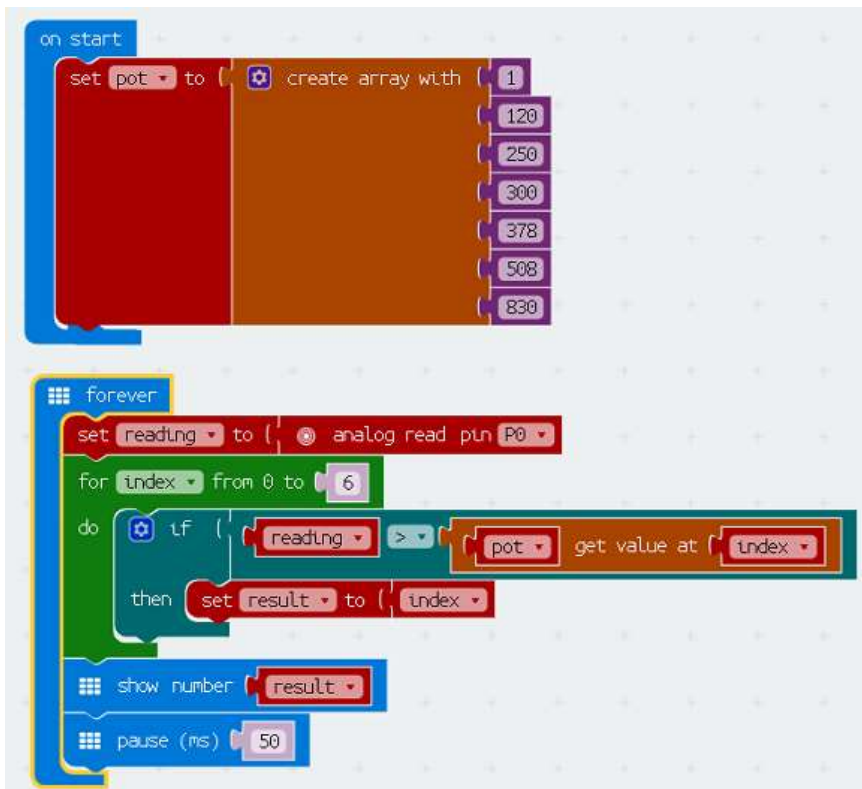 on start
set pot to create array with 1
120
250
300
378
508
830
forever
set reading to analog read pin P0
for index from 0 to 6
do if reading > pot get value at index
then set result to index
show number result
pause (ms) 50